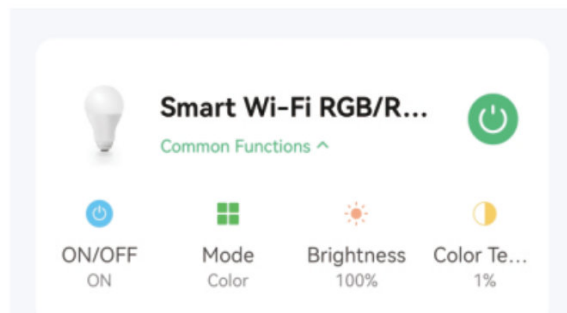 Smart Wi-Fi RGB/R...
Common Functions
ON/OFF Mode Brightness Color Te...
ON Color 100% 1%